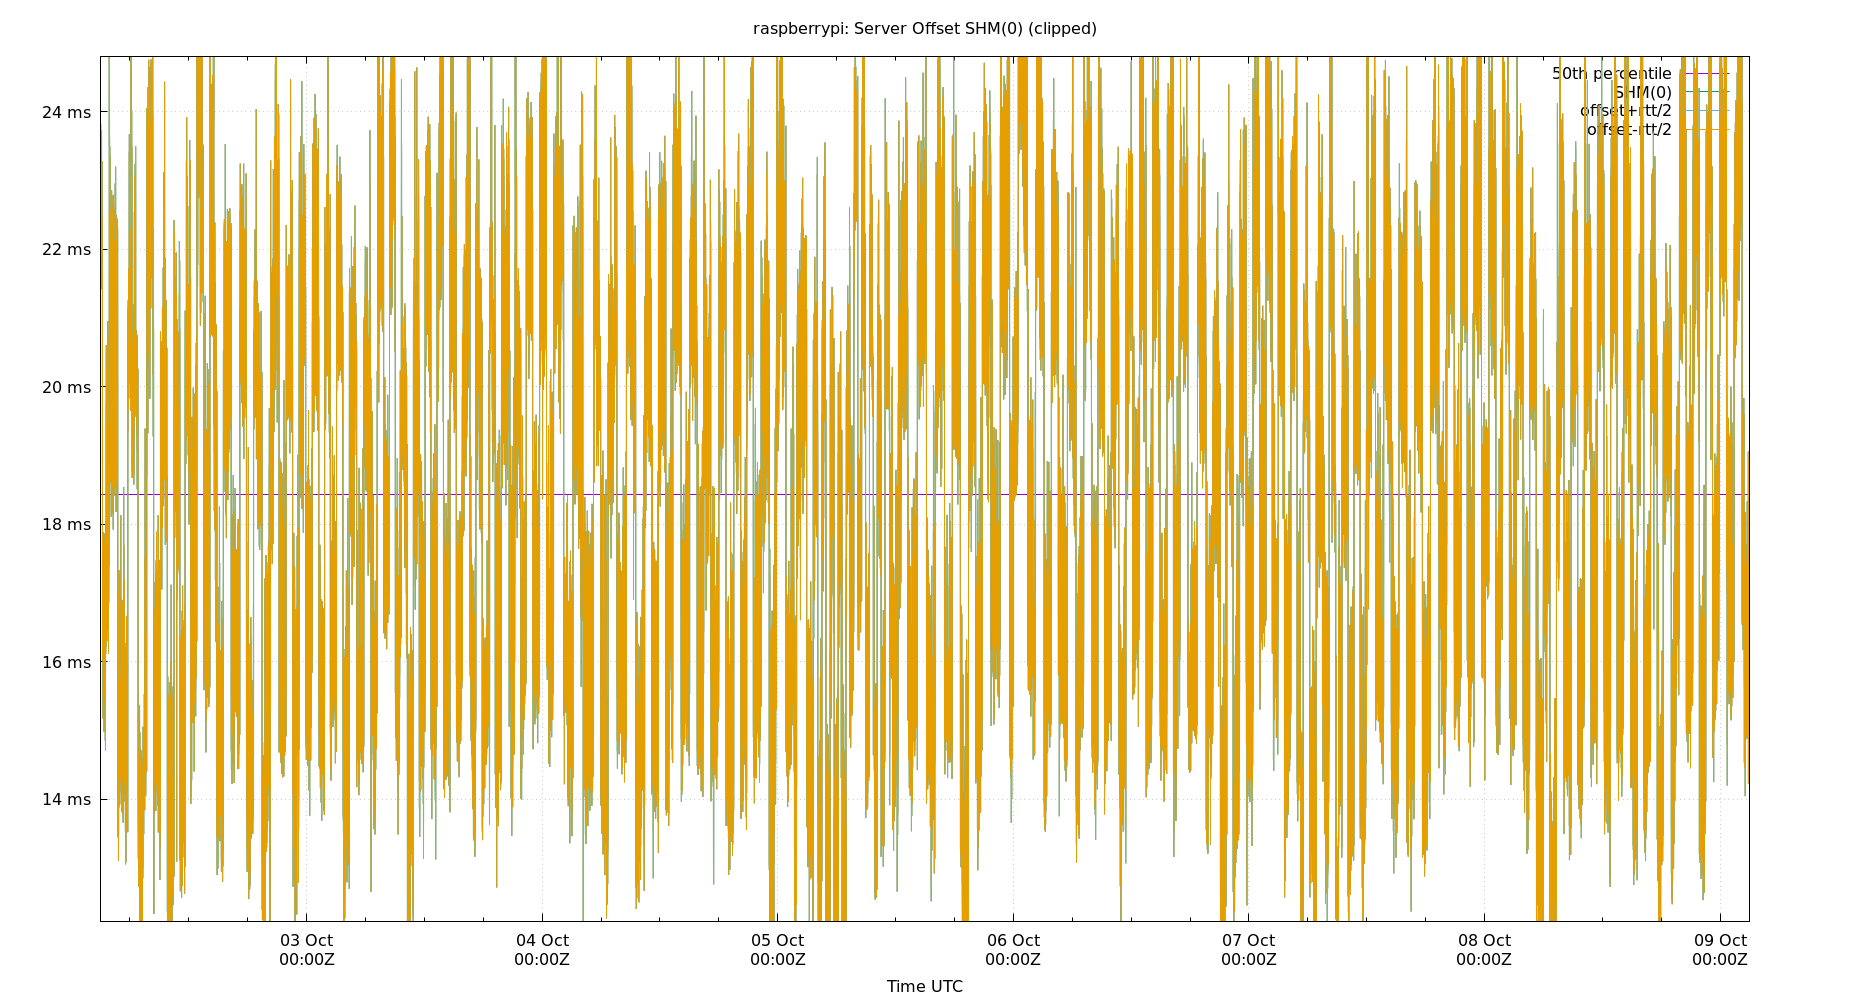 raspberrypi: Server Offset SHM(0) (clipped)
50th percentile
SHM(0)
offset+rtt/2
offset-rtt/2
24 ms
22 ms
20 ms
18 ms
16 ms
14 ms
03 Oct 04 Oct 05 Oct 06 Oct 07 Oct 08 Oct 09 Oct
00:00Z 00:00Z 00:00Z 00:00Z 00:00Z 00:00Z 00:00Z
Time UTC